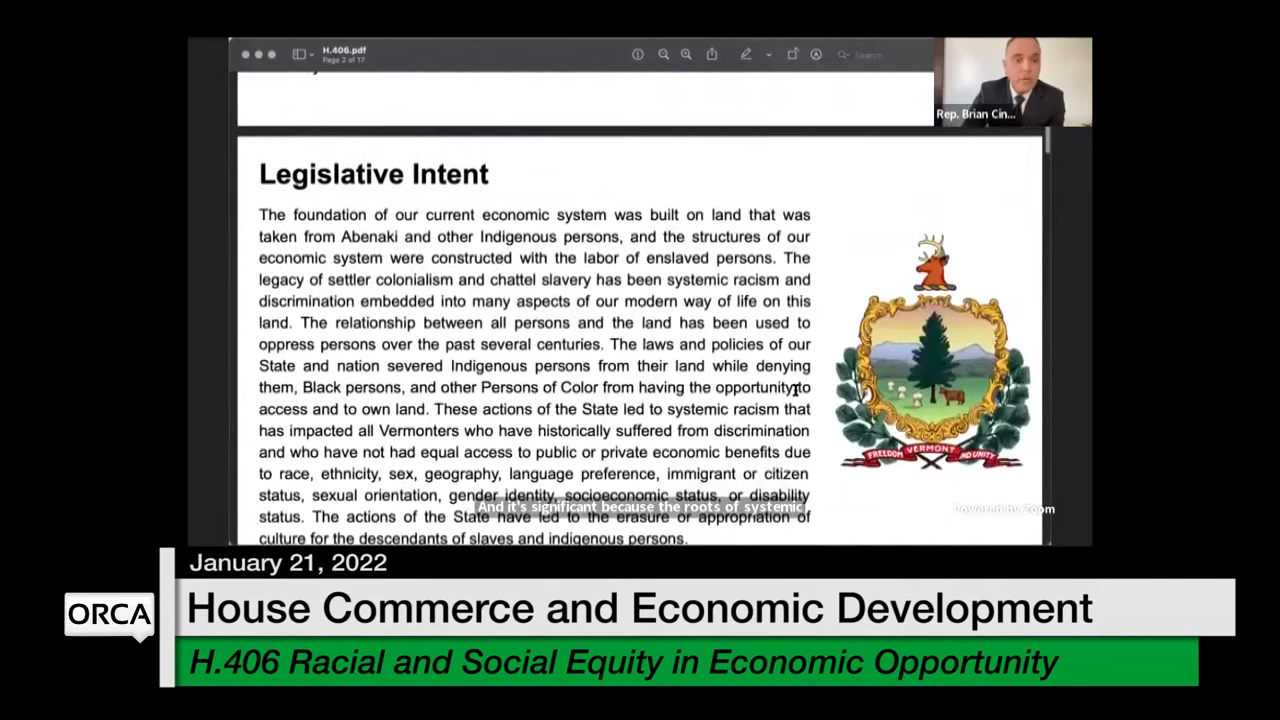 H.406.pdf
Page 2 of 17
Search
Rep. Brian Cin...
Legislative Intent
The foundation of our current economic system was built on land that was
taken from Abenaki and other Indigenous persons, and the structures of our
economic system were constructed with the labor of enslaved persons. The
legacy of settler colonialism and chattel slavery has been systemic racism and
discrimination embedded into many aspects of our modern way of life on this
land. The relationship between all persons and the land has been used to
oppress persons over the past several centuries. The laws and policies of our
State and nation severed Indigenous persons from their land while denying
them, Black persons, and other Persons of Color from having the opportunity to
access and to own land. These actions of the State led to systemic racism that
has impacted all Vermonters who have historically suffered from discrimination
and who have not had equal access to public or private economic benefits due
to race, ethnicity, sex, geography, language preference, immigrant or citizen
status, sexual orientation, gender identity, socioeconomic status, or disability
status. The actions of the State have led to the erasure or appropriation of
culture for the descendants of slaves and indigenous persons.
FREEDOM VERMONT AND UNITY
And it's significant because the roots of systemic
Powered by Zoom
January 21, 2022
ORCA
House Commerce and Economic Development
H.406 Racial and Social Equity in Economic Opportunity